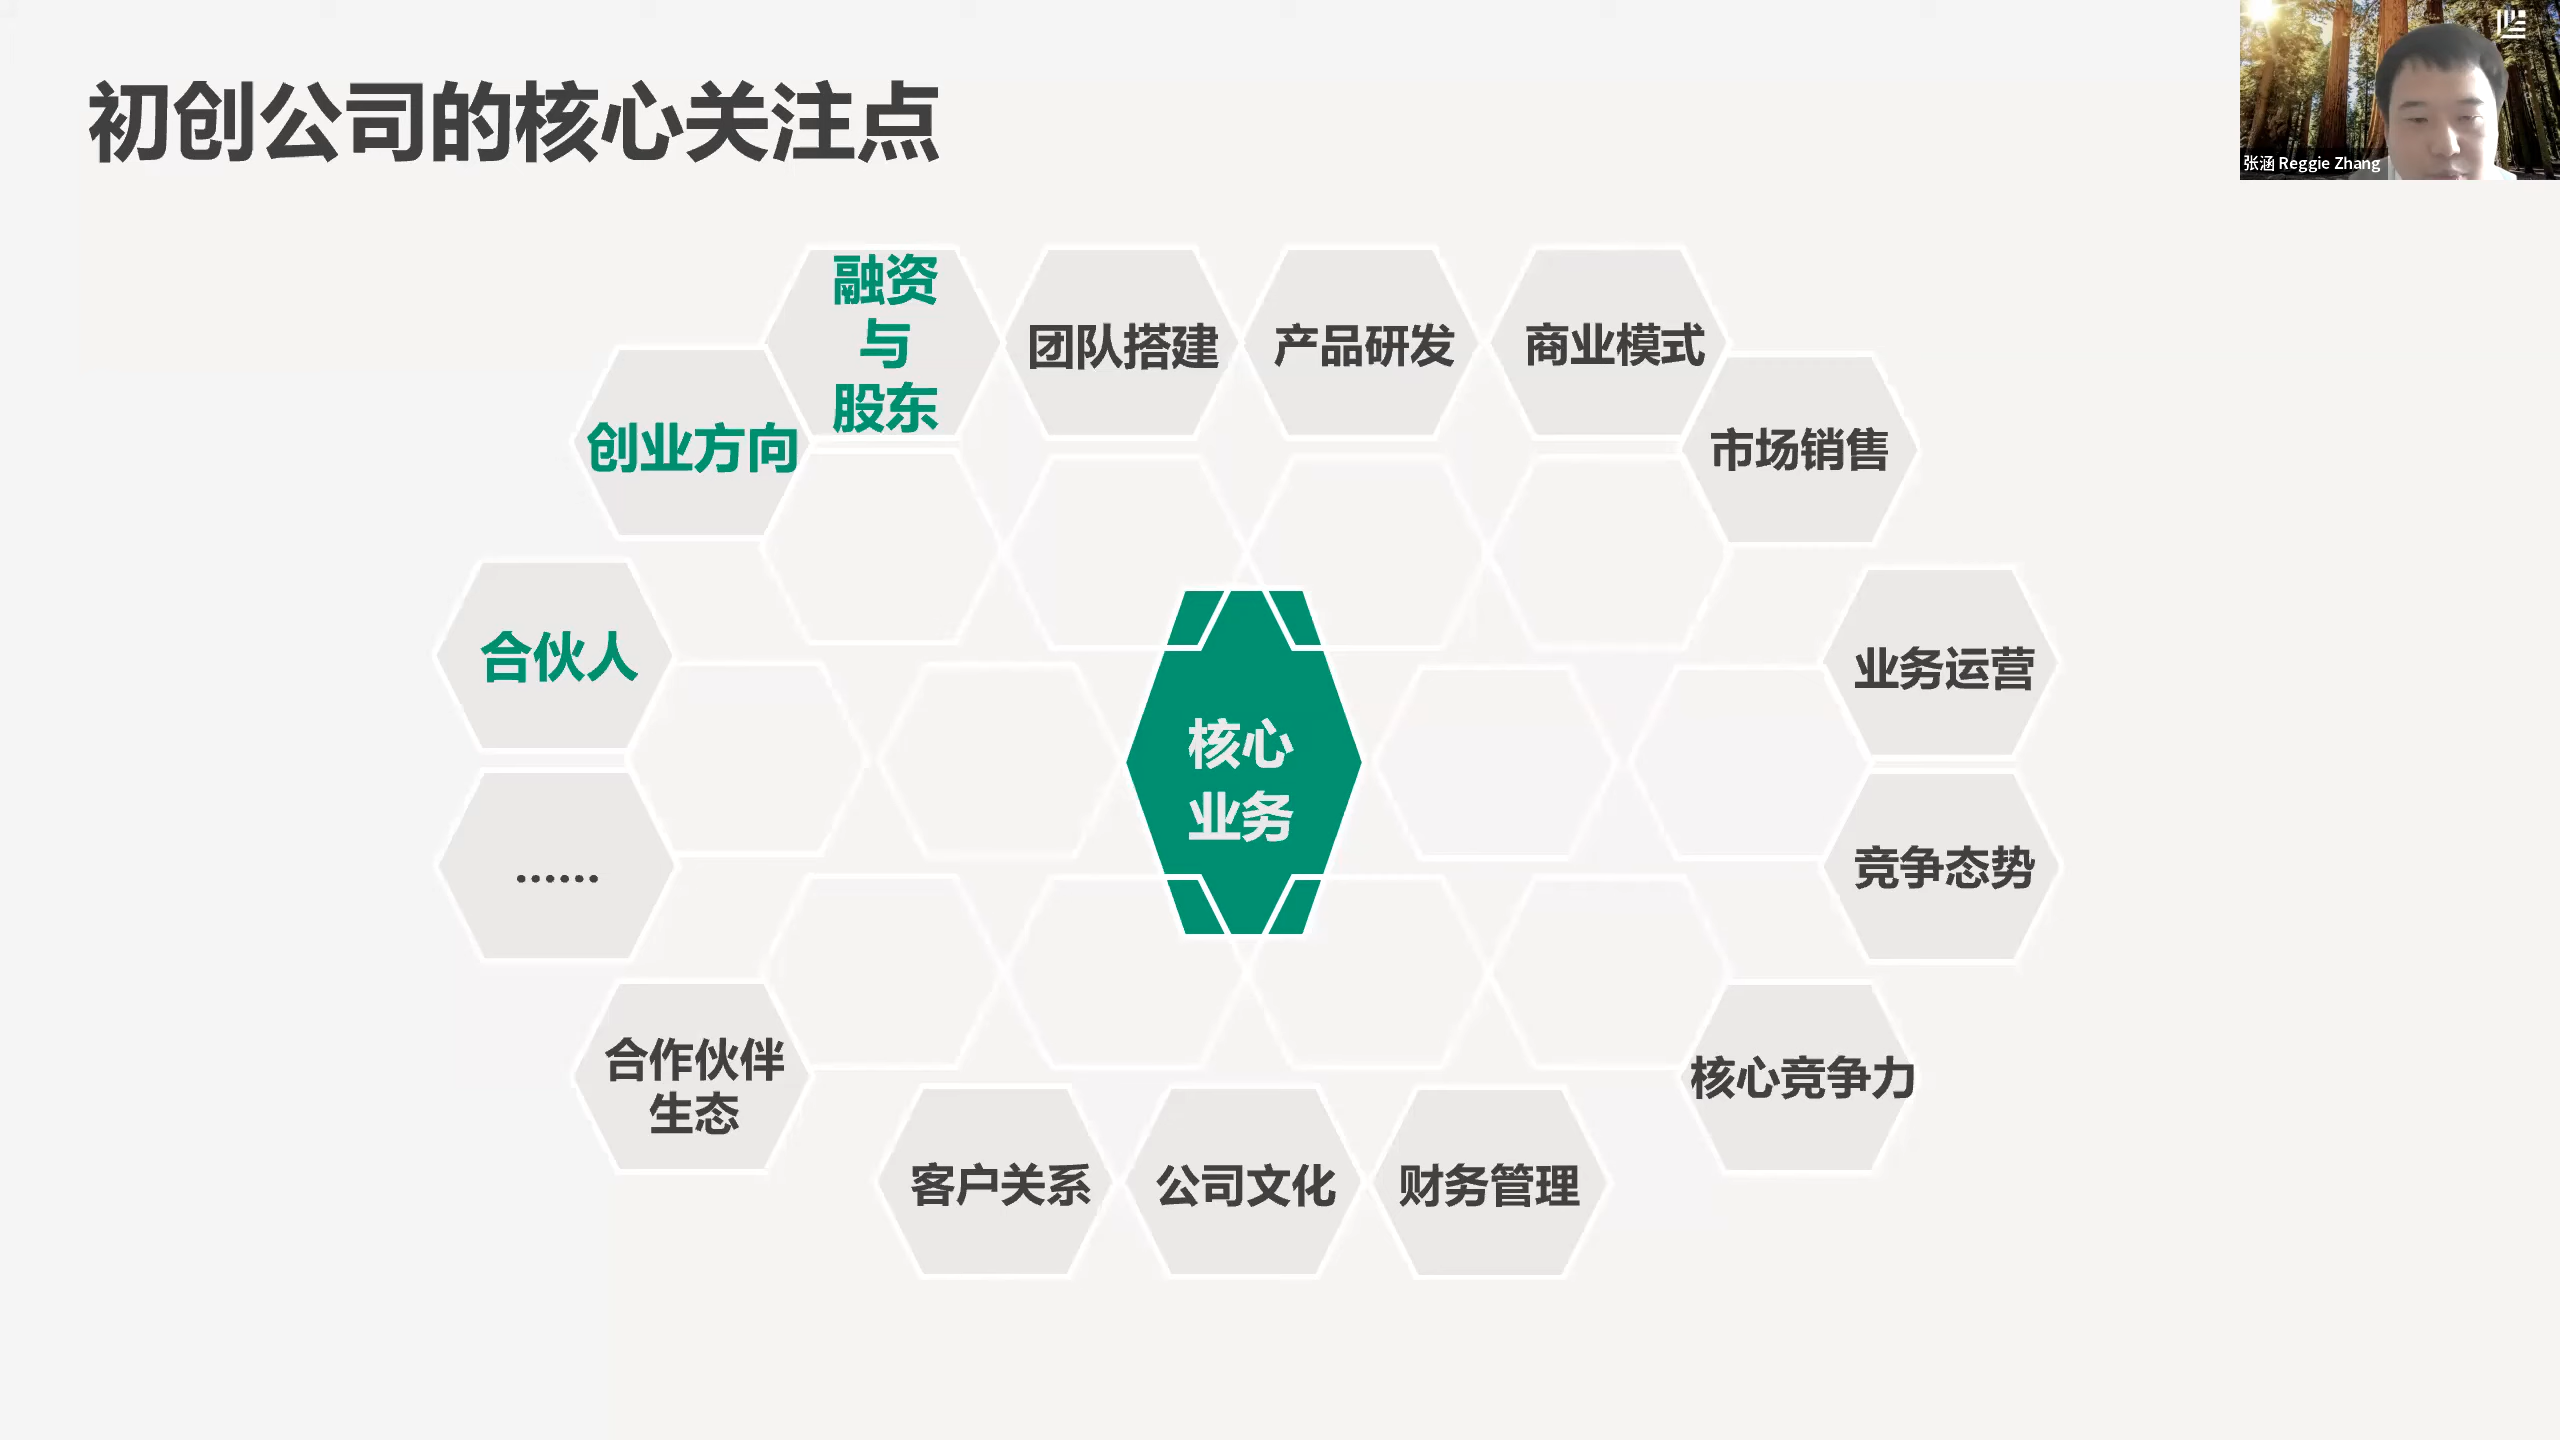 初创公司的核心关注点
张涵 Reggie Zhang
融资
与
股东
团队搭建
产品研发
商业模式
创业方向
市场销售
合伙人
业务运营
核心
业务
......
竞争态势
合作伙伴
生态
核心竞争力
客户关系
公司文化
财务管理